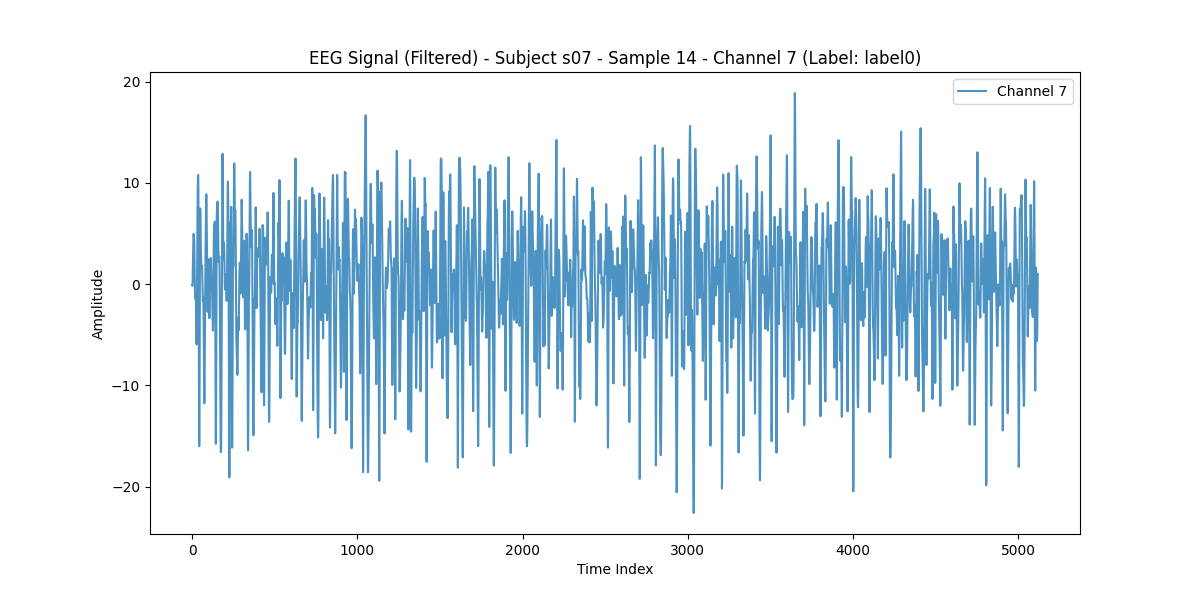 EEG Signal (Filtered) - Subject s07 - Sample 14 - Channel 7 (Label: label0)
Channel 7
20
10
0
−10
−20
Amplitude
0 1000 2000 3000 4000 5000
Time Index